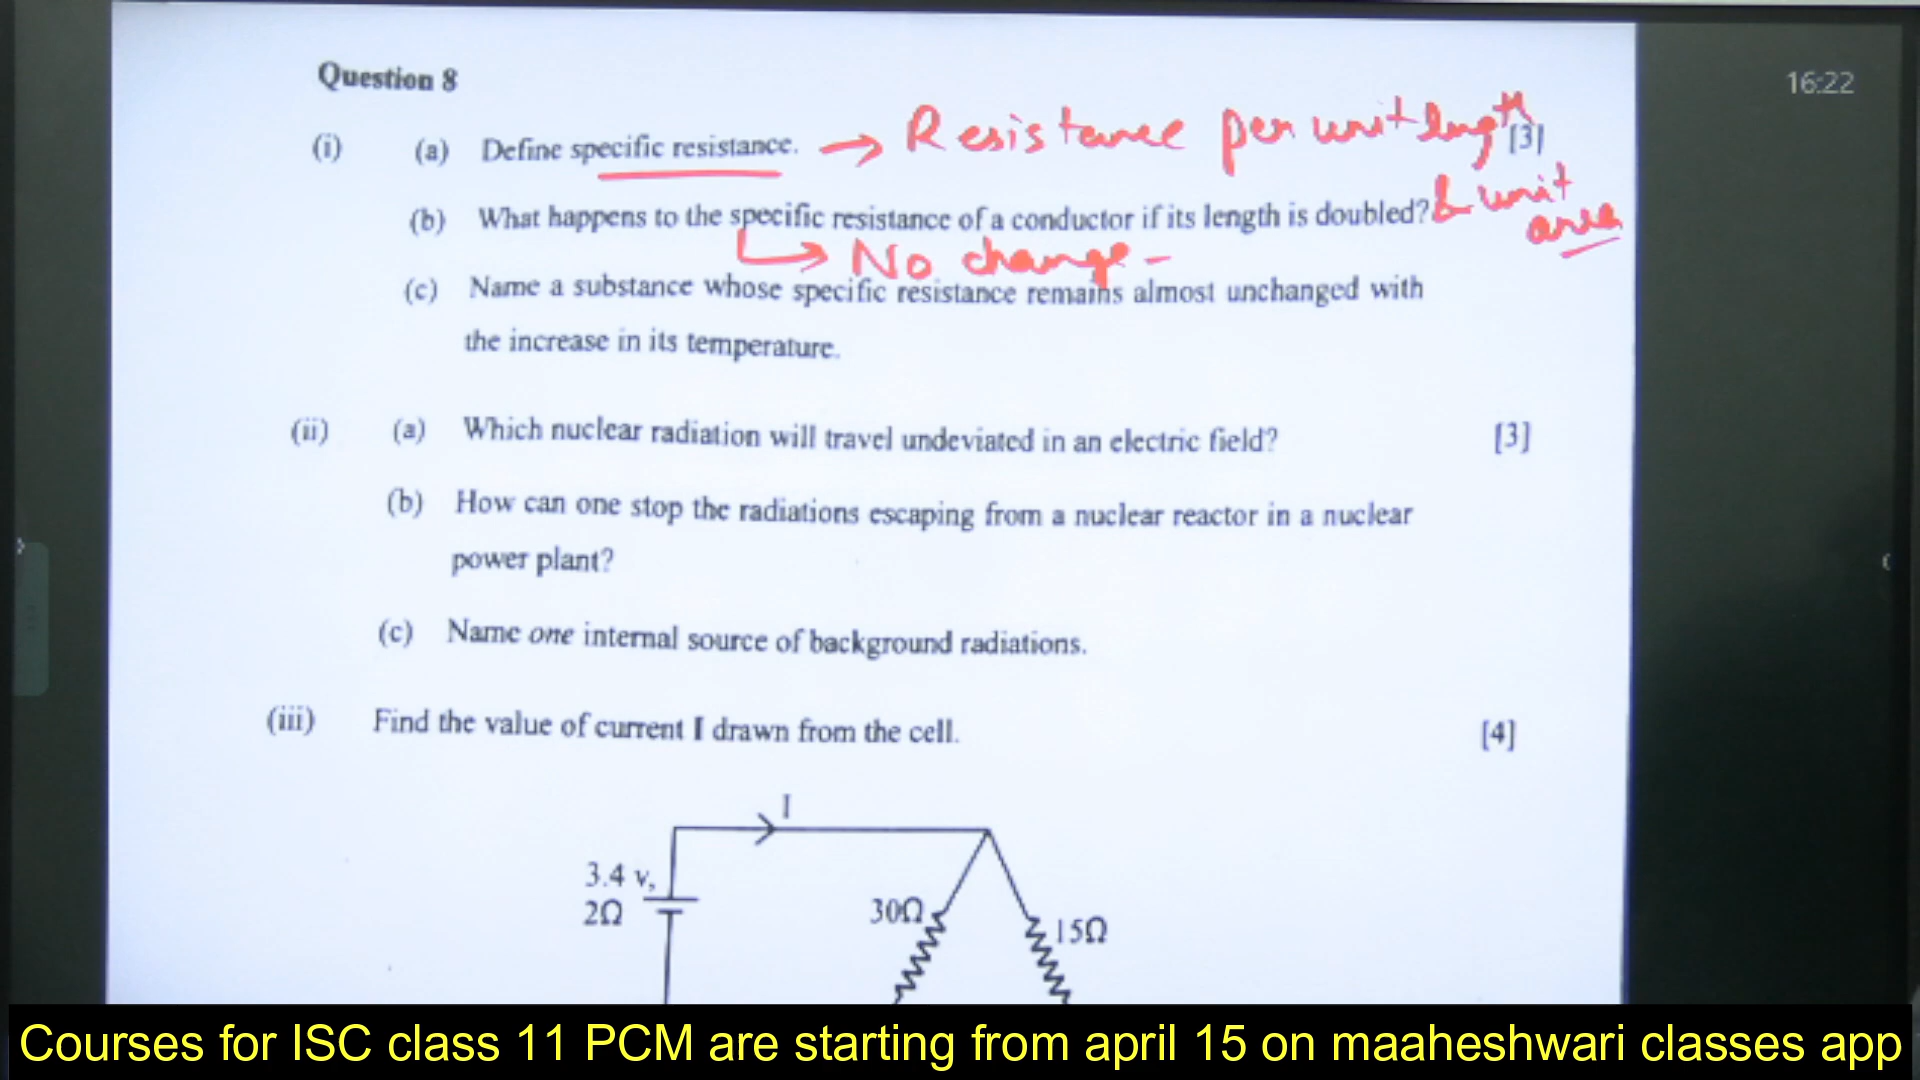 Question 8
16:22
(i) (a) Define specific resistance. → Resistance per unit length [3]
& unit
area
(b) What happens to the specific resistance of a conductor if its length is doubled?
→ No change -
(c) Name a substance whose specific resistance remains almost unchanged with
the increase in its temperature.
(ii) (a) Which nuclear radiation will travel undeviated in an electric field? [3]
(b) How can one stop the radiations escaping from a nuclear reactor in a nuclear
power plant?
(c) Name one internal source of background radiations.
(iii) Find the value of current I drawn from the cell. [4]
I
3.4 v,
2Ω
30Ω
15Ω
Courses for ISC class 11 PCM are starting from april 15 on maaheshwari classes app